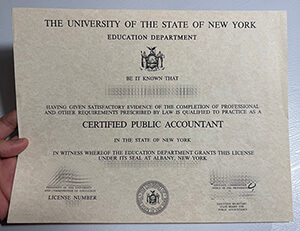 THE UNIVERSITY OF THE STATE OF NEW YORK
EDUCATION DEPARTMENT
BE IT KNOWN THAT
HAVING GIVEN SATISFACTORY EVIDENCE OF THE COMPLETION OF PROFESSIONAL
AND OTHER REQUIREMENTS PRESCRIBED BY LAW IS QUALIFIED TO PRACTICE AS A
CERTIFIED PUBLIC ACCOUNTANT
IN THE STATE OF NEW YORK
IN WITNESS WHEREOF THE EDUCATION DEPARTMENT GRANTS THIS LICENSE
UNDER ITS SEAL AT ALBANY, NEW YORK
LICENSE NUMBER